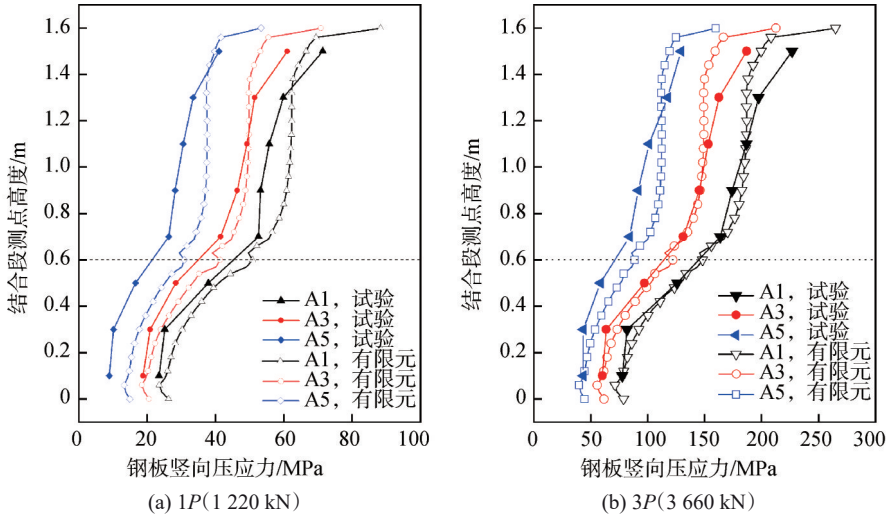 1.6
1.4
1.2
1.0
0.8
0.6
0.4
0.2
0
结合段测点高度/m
A1，试验
A3，试验
A5，试验
A1，有限元
A3，有限元
A5，有限元
0 20 40 60 80 100
钢板竖向压应力/MPa
(a) 1P(1 220 kN)
1.6
1.4
1.2
1.0
0.8
0.6
0.4
0.2
0
结合段测点高度/m
A1，试验
A3，试验
A5，试验
A1，有限元
A3，有限元
A5，有限元
0 50 100 150 200 250 300
钢板竖向压应力/MPa
(b) 3P(3 660 kN)